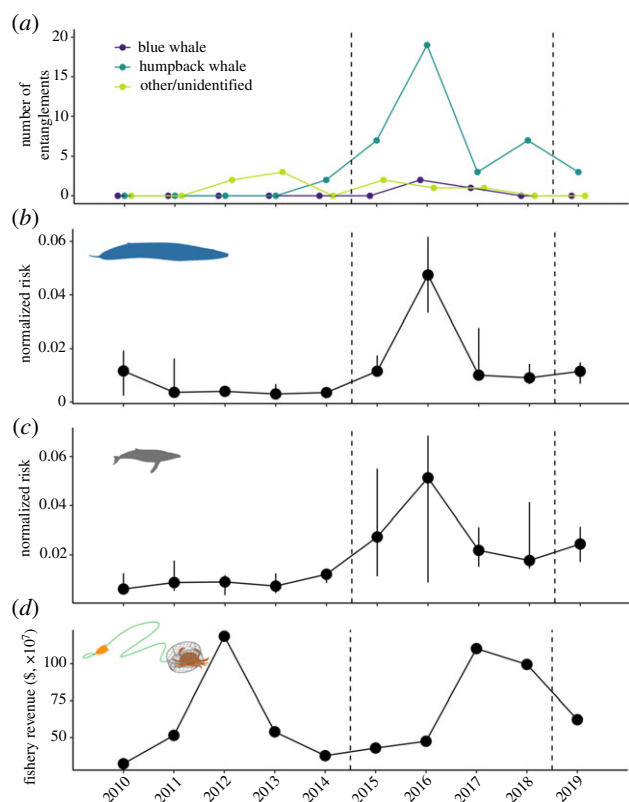 (a)
number of
entanglements
20
15
10
5
0
blue whale
humpback whale
other/unidentified
(b)
normalized risk
0.06
0.04
0.02
0
(c)
normalized risk
0.06
0.04
0.02
(d)
fishery revenue ($, ×10⁷)
100
75
50
2010
2011
2012
2013
2014
2015
2016
2017
2018
2019